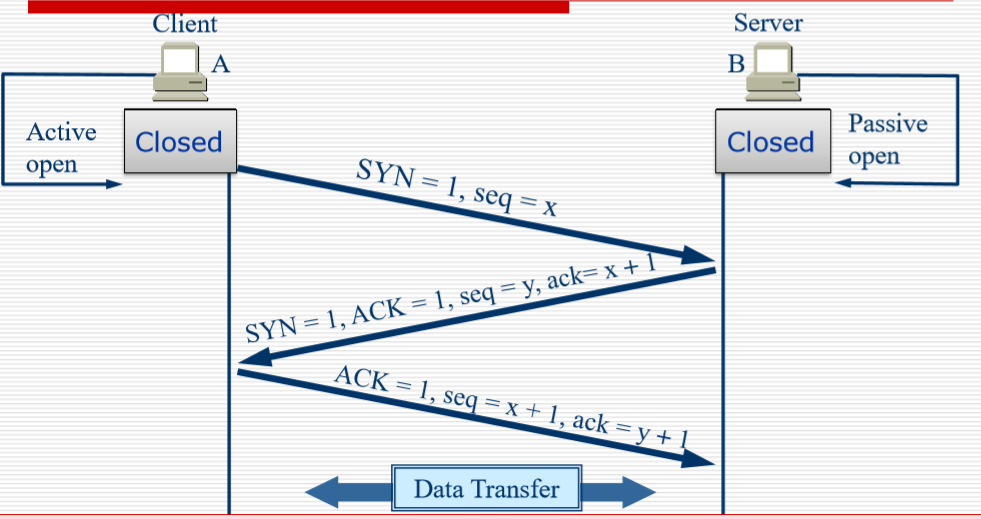 Client
Server
A
B
Active
open
Closed
Closed
Passive
open
SYN = 1, seq = x
SYN = 1, ACK = 1, seq = y, ack= x + 1
ACK = 1, seq = x + 1, ack = y + 1
Data Transfer